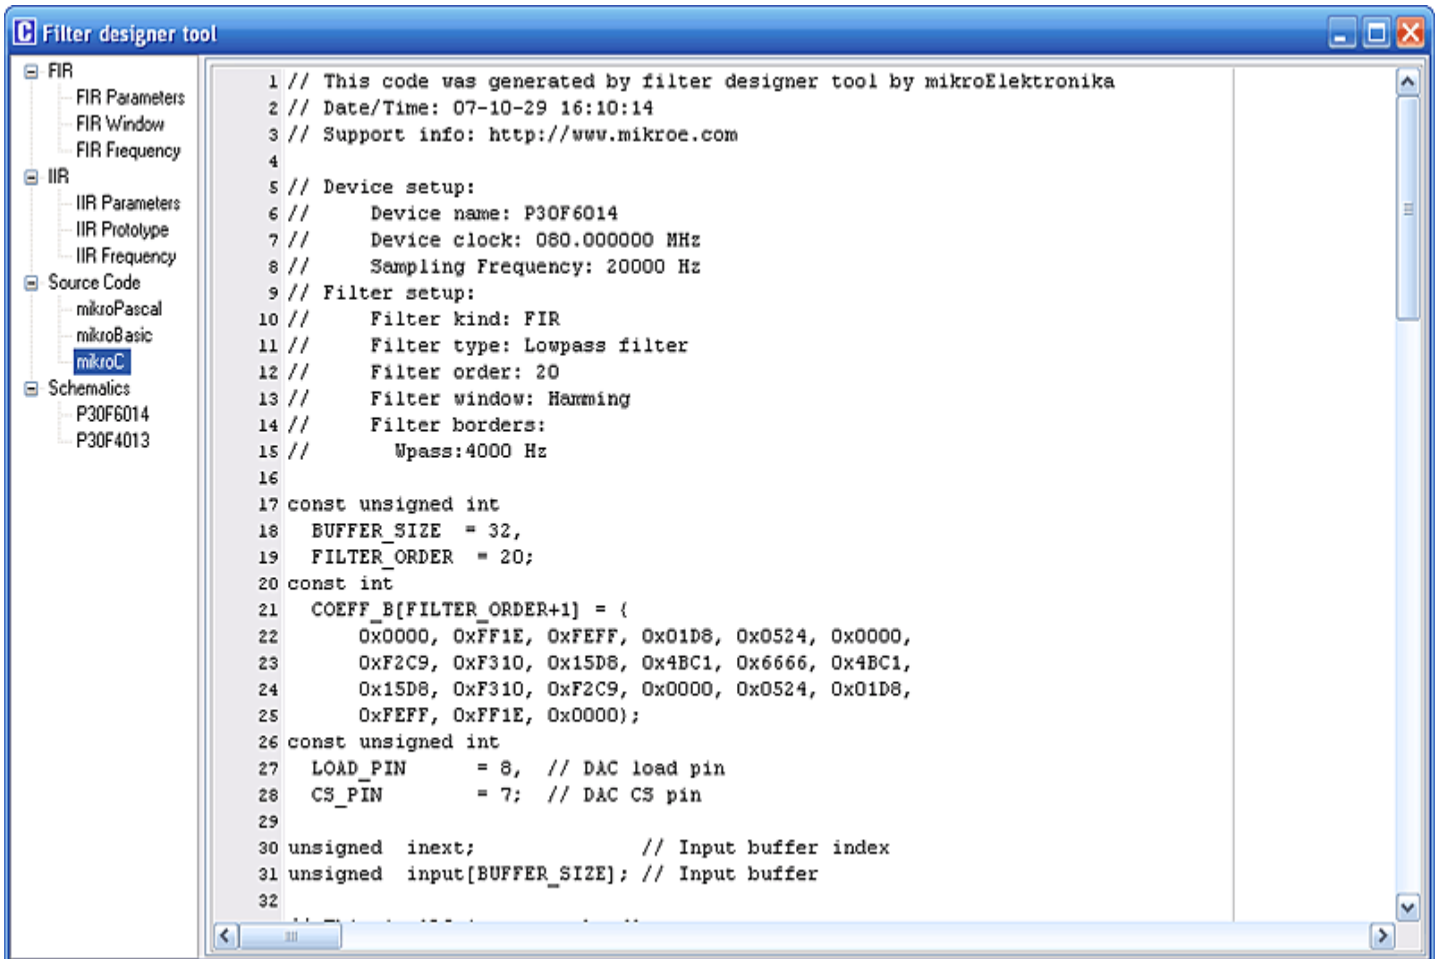 Filter designer tool
FIR
FIR Parameters
FIR Window
FIR Frequency
IIR
IIR Parameters
IIR Prototype
IIR Frequency
Source Code
mikroPascal
mikroBasic
mikroC
Schematics
P30F6014
P30F4013
1 // This code was generated by filter designer tool by mikroElektronika
2 // Date/Time: 07-10-29 16:10:14
3 // Support info: http://www.mikroe.com
4
5 // Device setup:
6 //     Device name: P30F6014
7 //     Device clock: 080.000000 MHz
8 //     Sampling Frequency: 20000 Hz
9 // Filter setup:
10 //     Filter kind: FIR
11 //     Filter type: Lowpass filter
12 //     Filter order: 20
13 //     Filter window: Hamming
14 //     Filter borders:
15 //       Wpass:4000 Hz
16
17 const unsigned int
18   BUFFER_SIZE  = 32,
19   FILTER_ORDER  = 20;
20 const int
21   COEFF_B[FILTER_ORDER+1] = {
22       0x0000, 0xFF1E, 0xFEFF, 0x01D8, 0x0524, 0x0000,
23       0xF2C9, 0xF310, 0x15D8, 0x4BC1, 0x6666, 0x4BC1,
24       0x15D8, 0xF310, 0xF2C9, 0x0000, 0x0524, 0x01D8,
25       0xFEFF, 0xFF1E, 0x0000};
26 const unsigned int
27   LOAD_PIN      = 8,  // DAC load pin
28   CS_PIN        = 7;  // DAC CS pin
29
30 unsigned  inext;              // Input buffer index
31 unsigned  input[BUFFER_SIZE]; // Input buffer
32